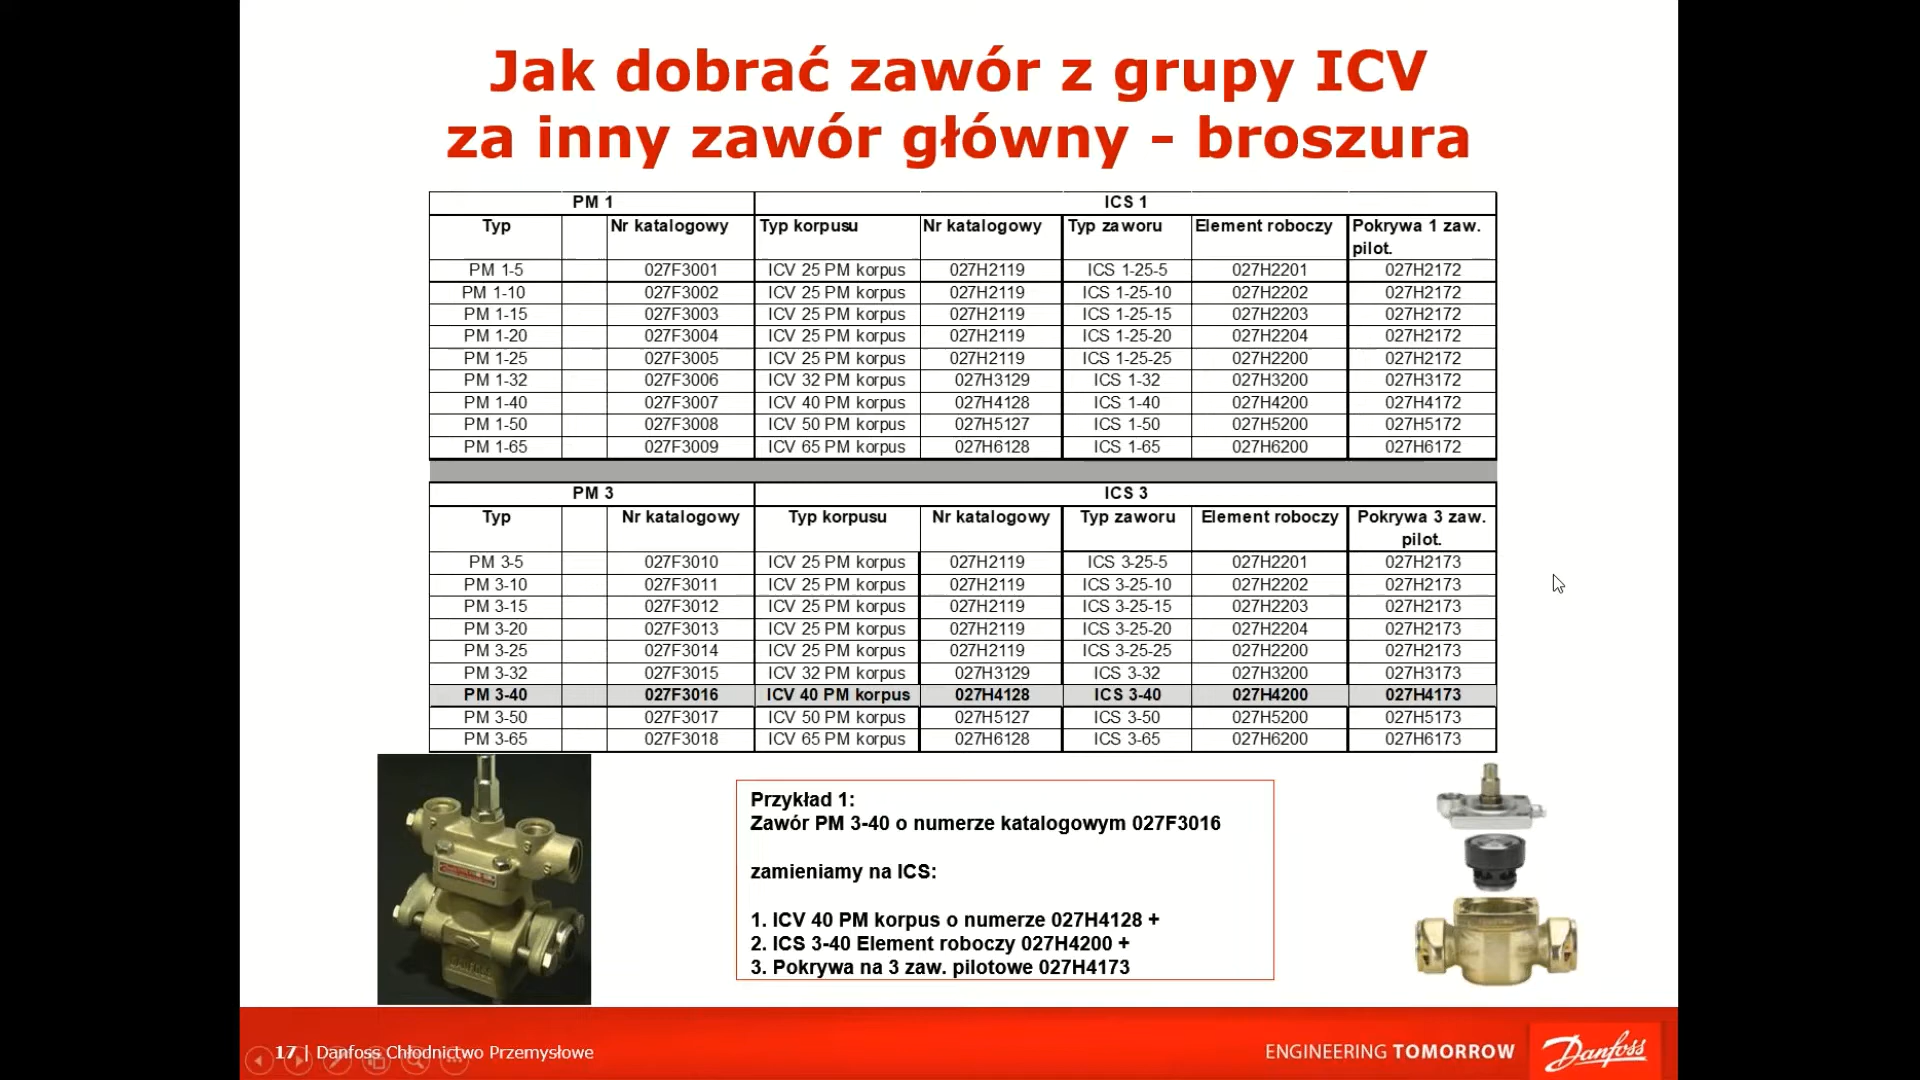 Jak dobrać zawór z grupy ICV
za inny zawór główny - broszura
PM 1 ICS 1
Typ Nr katalogowy Typ korpusu Nr katalogowy Typ zaworu Element roboczy Pokrywa 1 zaw.
pilot.
PM 1-5 027F3001 ICV 25 PM korpus 027H2119 ICS 1-25-5 027H2201 027H2172
PM 1-10 027F3002 ICV 25 PM korpus 027H2119 ICS 1-25-10 027H2202 027H2172
PM 1-15 027F3003 ICV 25 PM korpus 027H2119 ICS 1-25-15 027H2203 027H2172
PM 1-20 027F3004 ICV 25 PM korpus 027H2119 ICS 1-25-20 027H2204 027H2172
PM 1-25 027F3005 ICV 25 PM korpus 027H2119 ICS 1-25-25 027H2200 027H2172
PM 1-32 027F3006 ICV 32 PM korpus 027H3129 ICS 1-32 027H3200 027H3172
PM 1-40 027F3007 ICV 40 PM korpus 027H4128 ICS 1-40 027H4200 027H4172
PM 1-50 027F3008 ICV 50 PM korpus 027H5127 ICS 1-50 027H5200 027H5172
PM 1-65 027F3009 ICV 65 PM korpus 027H6128 ICS 1-65 027H6200 027H6172
PM 3 ICS 3
Typ Nr katalogowy Typ korpusu Nr katalogowy Typ zaworu Element roboczy Pokrywa 3 zaw.
pilot.
PM 3-5 027F3010 ICV 25 PM korpus 027H2119 ICS 3-25-5 027H2201 027H2173
PM 3-10 027F3011 ICV 25 PM korpus 027H2119 ICS 3-25-10 027H2202 027H2173
PM 3-15 027F3012 ICV 25 PM korpus 027H2119 ICS 3-25-15 027H2203 027H2173
PM 3-20 027F3013 ICV 25 PM korpus 027H2119 ICS 3-25-20 027H2204 027H2173
PM 3-25 027F3014 ICV 25 PM korpus 027H2119 ICS 3-25-25 027H2200 027H2173
PM 3-32 027F3015 ICV 32 PM korpus 027H3129 ICS 3-32 027H3200 027H3173
PM 3-40 027F3016 ICV 40 PM korpus 027H4128 ICS 3-40 027H4200 027H4173
PM 3-50 027F3017 ICV 50 PM korpus 027H5127 ICS 3-50 027H5200 027H5173
PM 3-65 027F3018 ICV 65 PM korpus 027H6128 ICS 3-65 027H6200 027H6173
Przykład 1:
Zawór PM 3-40 o numerze katalogowym 027F3016
zamieniamy na ICS:
1. ICV 40 PM korpus o numerze 027H4128 +
2. ICS 3-40 Element roboczy 027H4200 +
3. Pokrywa na 3 zaw. pilotowe 027H4173
17 | Danfoss Chłodnictwo Przemysłowe
ENGINEERING TOMORROW
Danfoss